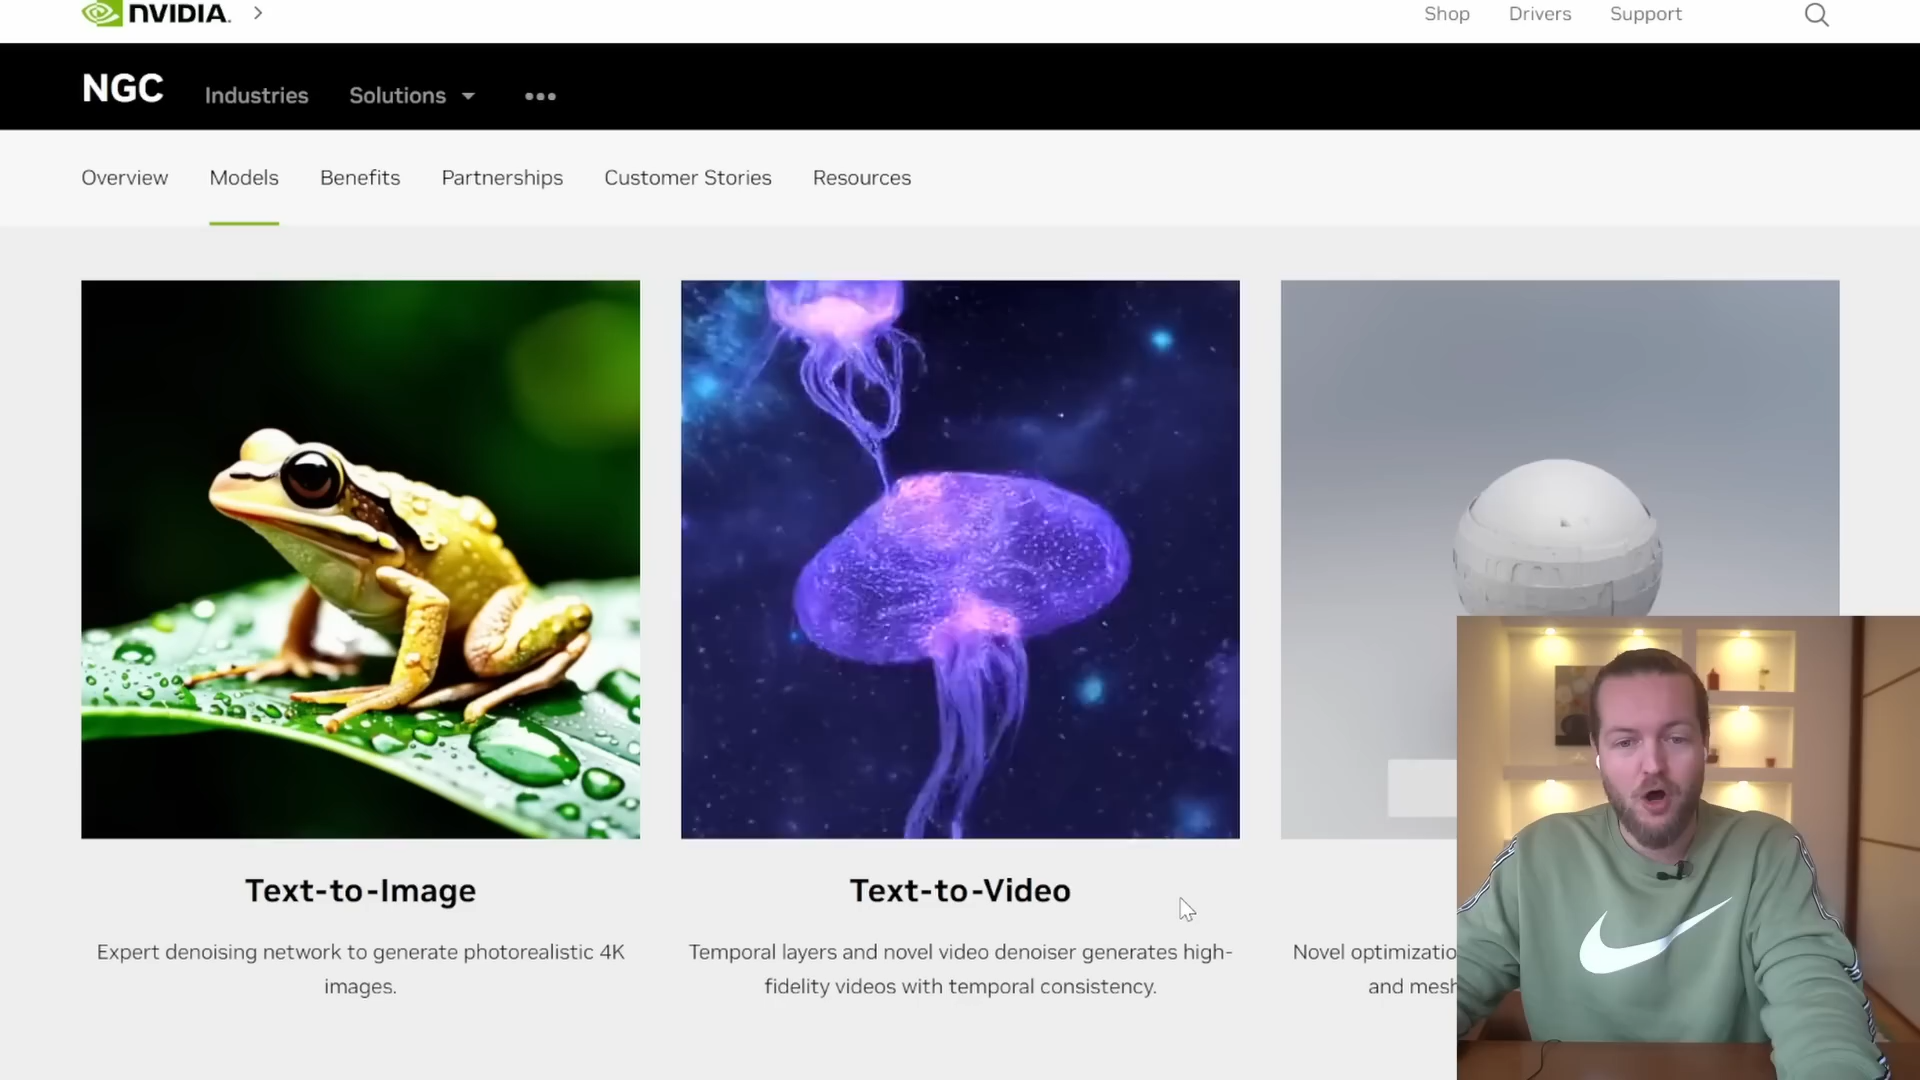 NVIDIA.
Shop
Drivers
Support
NGC
Industries
Solutions
Overview
Models
Benefits
Partnerships
Customer Stories
Resources
Text-to-Image
Expert denoising network to generate photorealistic 4K
images.
Text-to-Video
Temporal layers and novel video denoiser generates high-
fidelity videos with temporal consistency.
Novel
and